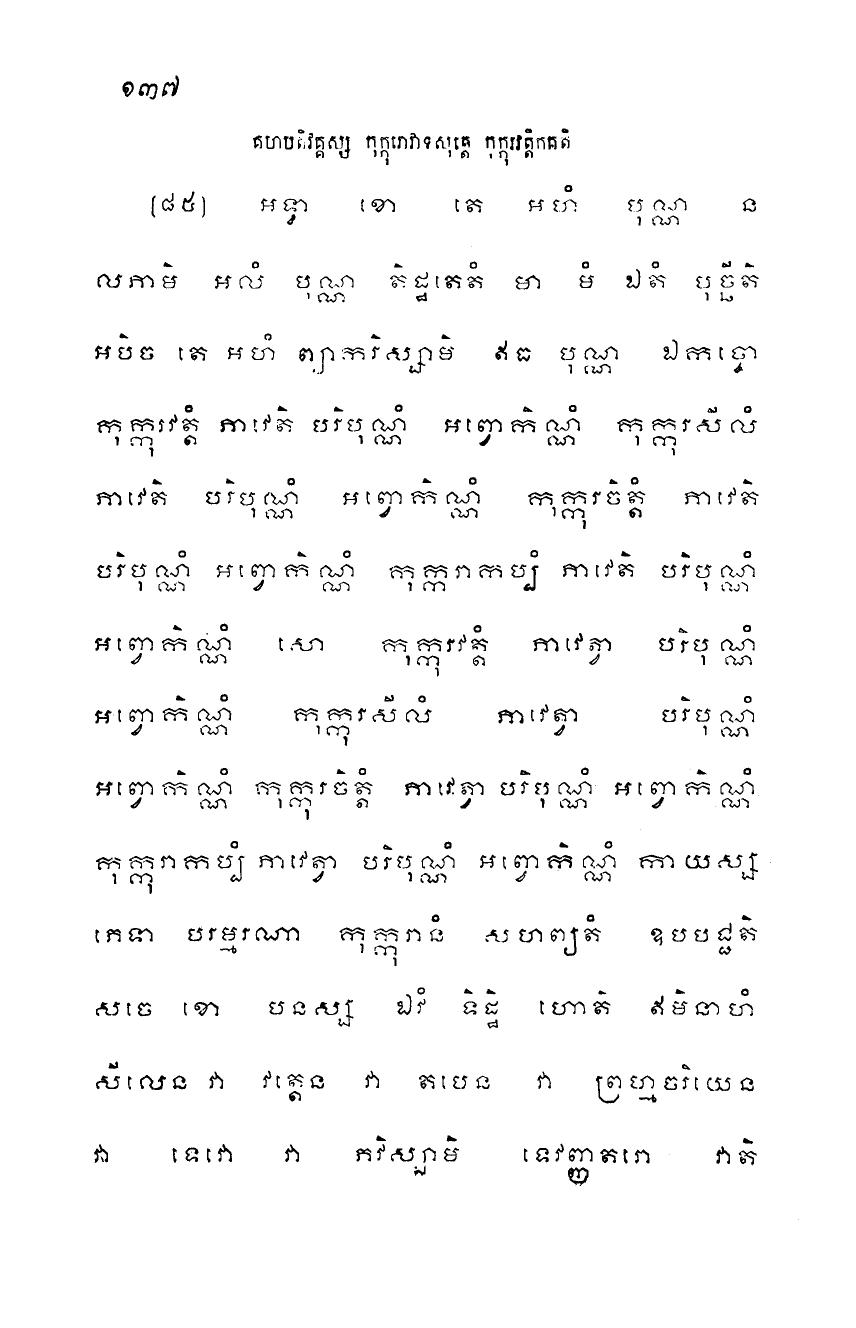 ១៣៧
គហបតិវគ្គស្ស កុក្កុរោវាទសុត្តេ កុក្កុរវត្តិកគតិ
(៨៥) អទ្ធា ខោ តេ អហំ បុណ្ណ ន
លភាមិ អលំ បុណ្ណ តិដ្ឋតេតំ មា មំ ឯតំ បុច្ឆីតិ
អបិច តេ អហំ ព្យាករិស្សាមិ ឥធ បុណ្ណ ឯកច្ចោ
កុក្កុរវត្តំ ភាវេតិ បរិបុណ្ណំ អព្វោកិណ្ណំ កុក្កុរសីលំ
ភាវេតិ បរិបុណ្ណំ អព្វោកិណ្ណំ កុក្កុរចិត្តំ ភាវេតិ
បរិបុណ្ណំ អព្វោកិណ្ណំ កុក្ករាកប្បំ ភាវេតិ បរិបុណ្ណំ
អព្វោកិណ្ណំ សោ កុក្កុរវត្តំ ភាវេត្វា បរិបុណ្ណំ
អព្វោកិណ្ណំ កុក្កុរសីលំ ភាវេត្វា បរិបុណ្ណំ
អព្វោកិណ្ណំ កុក្កុរចិត្តំ ភាវេត្វា បរិបុណ្ណំ អព្វោកិណ្ណំ
កុក្កុរាកប្បំ ភាវេត្វា បរិបុណ្ណំ អព្វោកិណ្ណំ កាយស្ស
ភេទា បរម្មរណា កុក្កុរានំ សហព្យតំ ឧបបជ្ជតិ
សចេ ខោ បនស្ស ឯវំ ទិដ្ឋិ ហោតិ ឥមិនាហំ
សីលេន វា វត្តេន វា តបេន វា ព្រហ្មចរិយេន
វា ទេវោ វា ភវិស្សាមិ ទេវញ្ញតរោ វាតិ